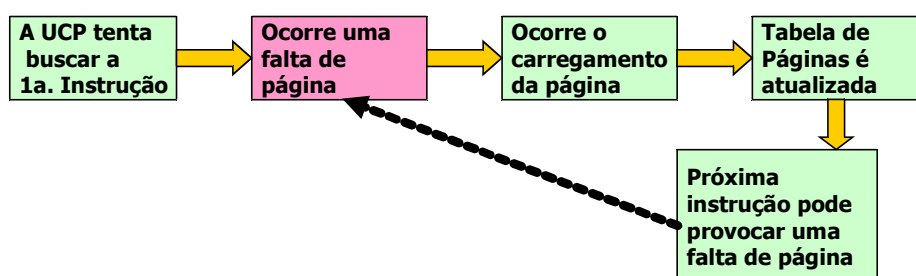 A UCP tenta
buscar a
1a. Instrução
Ocorre uma
falta de
página
Ocorre o
carregamento
da página
Tabela de
Páginas é
atualizada
Próxima
instrução pode
provocar uma
falta de página